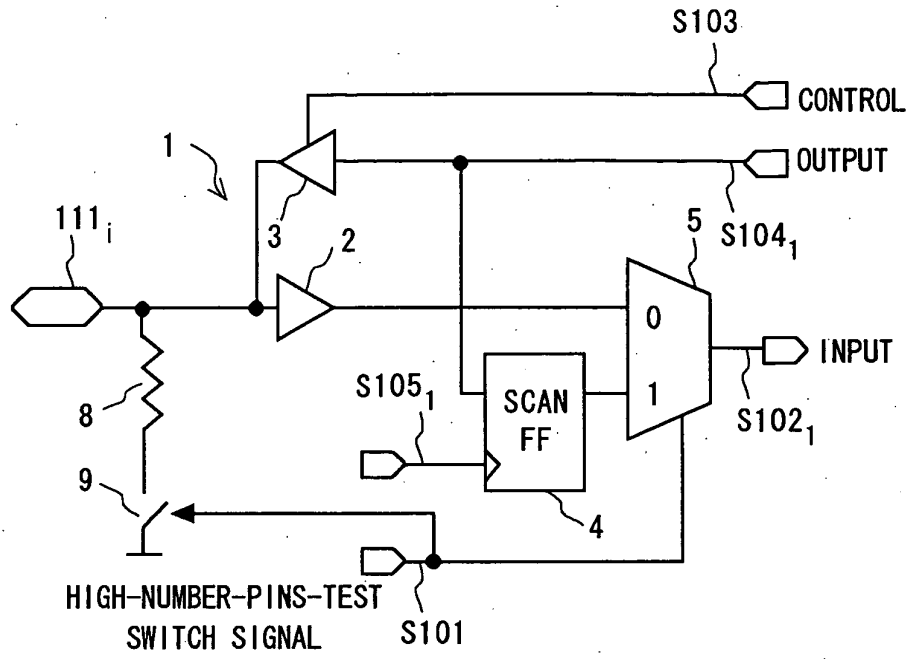 S103
CONTROL
1
OUTPUT
3
2
S104₁
5
111ᵢ
0
INPUT
8
S105₁
SCAN
FF
1
S102₁
9
4
HIGH-NUMBER-PINS-TEST
SWITCH SIGNAL
S101